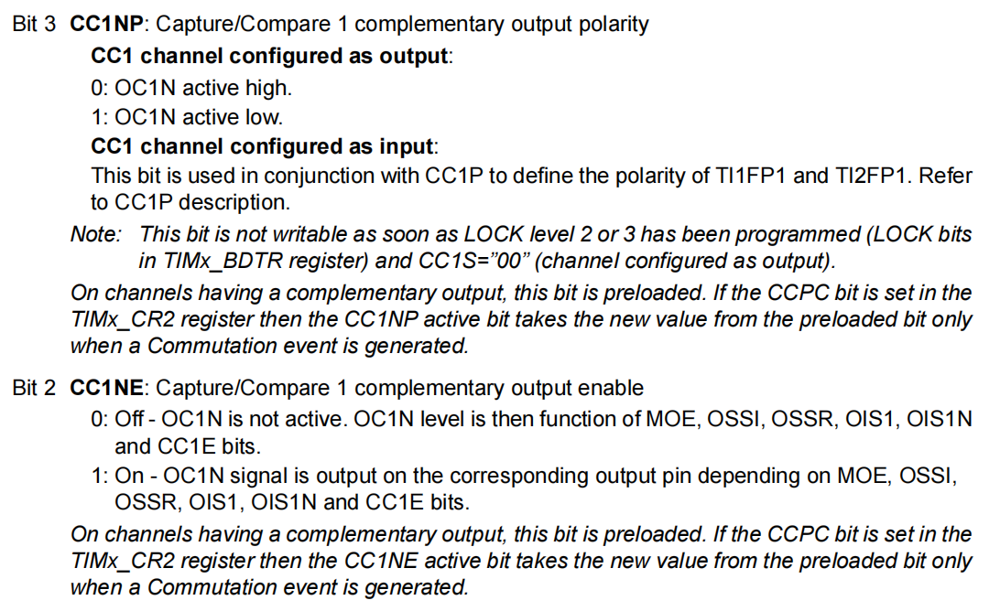 Bit 3 CC1NP: Capture/Compare 1 complementary output polarity
CC1 channel configured as output:
0: OC1N active high.
1: OC1N active low.
CC1 channel configured as input:
This bit is used in conjunction with CC1P to define the polarity of TI1FP1 and TI2FP1. Refer
to CC1P description.
Note: This bit is not writable as soon as LOCK level 2 or 3 has been programmed (LOCK bits
in TIMx_BDTR register) and CC1S=”00” (channel configured as output).
On channels having a complementary output, this bit is preloaded. If the CCPC bit is set in the
TIMx_CR2 register then the CC1NP active bit takes the new value from the preloaded bit only
when a Commutation event is generated.
Bit 2 CC1NE: Capture/Compare 1 complementary output enable
0: Off - OC1N is not active. OC1N level is then function of MOE, OSSI, OSSR, OIS1, OIS1N
and CC1E bits.
1: On - OC1N signal is output on the corresponding output pin depending on MOE, OSSI,
OSSR, OIS1, OIS1N and CC1E bits.
On channels having a complementary output, this bit is preloaded. If the CCPC bit is set in the
TIMx_CR2 register then the CC1NE active bit takes the new value from the preloaded bit only
when a Commutation event is generated.